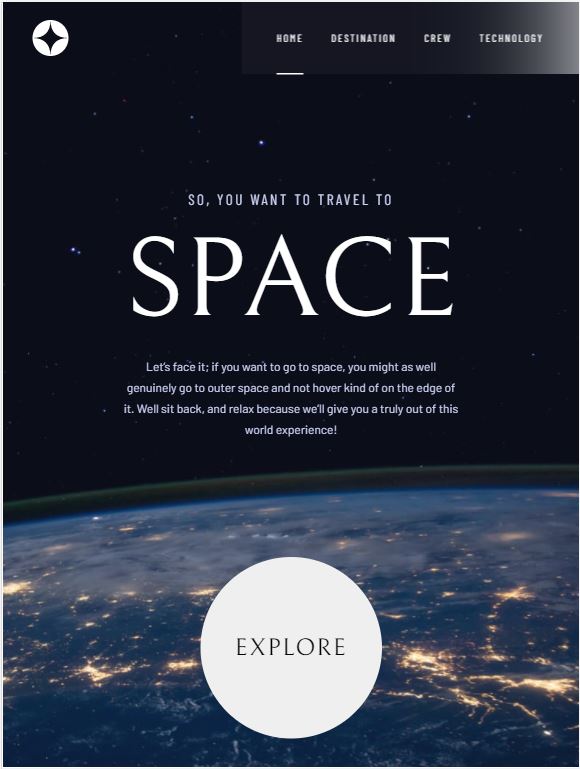 HOME DESTINATION CREW TECHNOLOGY
SO, YOU WANT TO TRAVEL TO
SPACE
Let's face it; if you want to go to space, you might as well
genuinely go to outer space and not hover kind of on the edge of
it. Well sit back, and relax because we'll give you a truly out of this
world experience!
EXPLORE